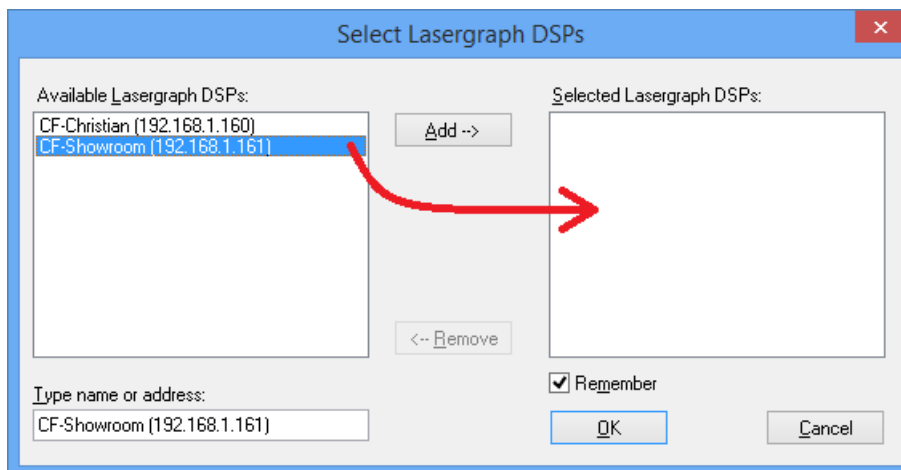 Select Lasergraph DSPs
Available Lasergraph DSPs:
CF-Christian (192.168.1.160)
CF-Showroom (192.168.1.161)
Add -->
Selected Lasergraph DSPs:
<-- Remove
Type name or address:
CF-Showroom (192.168.1.161)
Remember
OK
Cancel